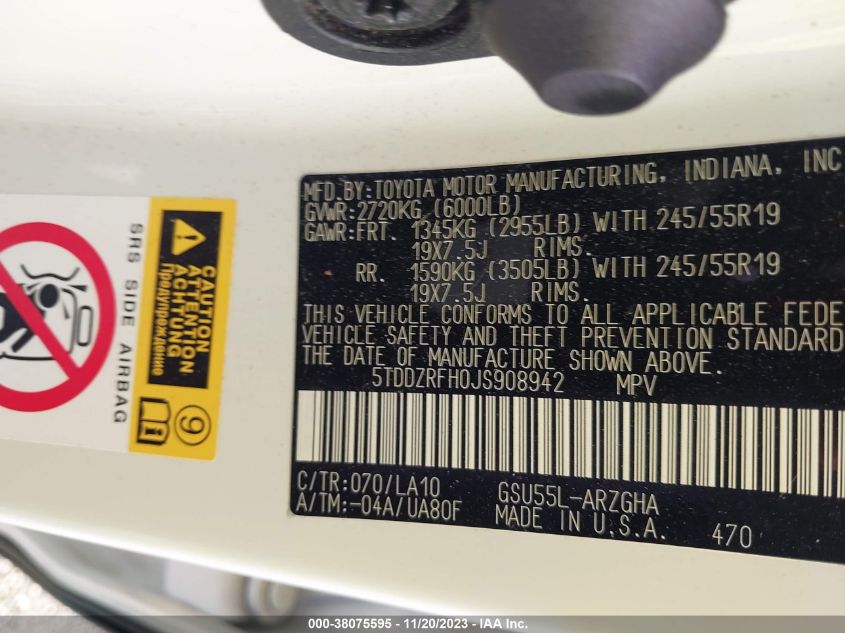 MFD.BY:TOYOTA MOTOR MANUFACTURING, INDIANA, INC
GVWR:2720KG (6000LB)
GAWR:FRT. 1345KG (2955LB) WITH 245/55R19
19X7.5J RIMS.
RR. 1590KG (3505LB) WITH 245/55R19
19X7.5J RIMS.
THIS VEHICLE CONFORMS TO ALL APPLICABLE FEDE
VEHICLE SAFETY AND THEFT PREVENTION STANDARD
THE DATE OF MANUFACTURE SHOWN ABOVE.
5TDDZRFH0JS908942 MPV
C/TR:070/LA10 GSU55L-ARZGHA
A/TM:-04A/UA80F MADE IN U.S.A. 470
SRS SIDE AIRBAG
CAUTION
ATTENTION
ACHTUNG
Предупреждение
9
000-38075595 - 11/20/2023 - IAA Inc.